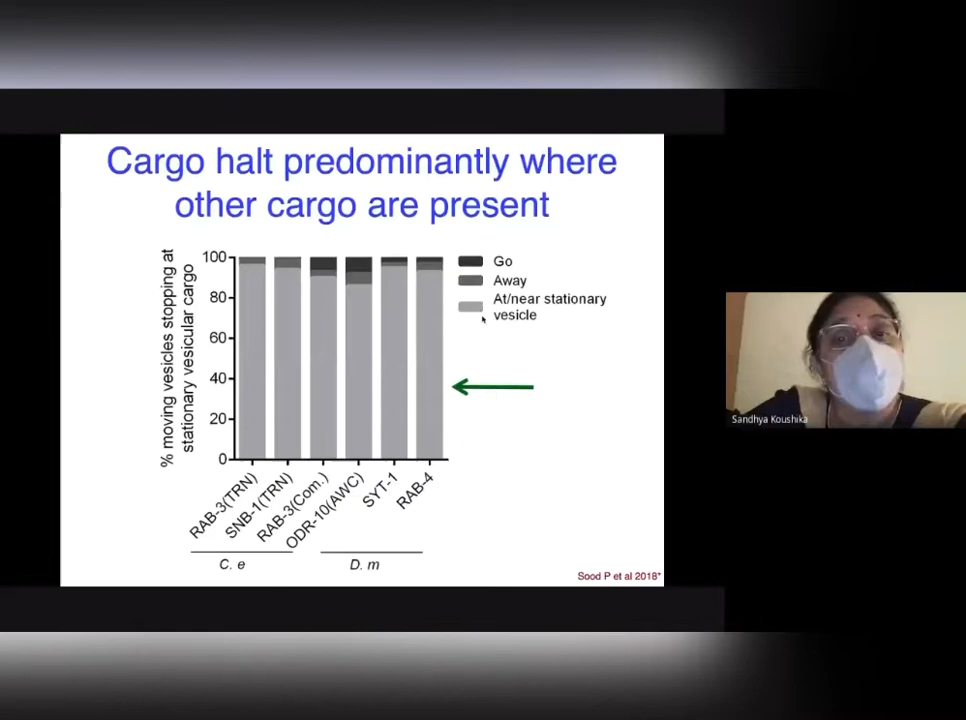 Cargo halt predominantly where
other cargo are present
% moving vesicles stopping at
stationary vesicular cargo
100
80
60
40
20
0
Go
Away
At/near stationary
vesicle
RAB-3(TRN)
SNB-1(TRN)
RAB-3(Com.)
ODR-10(AWC)
SYT-1
RAB-4
C. e
D. m
Sood P et al 2018*
Sandhya Koushika